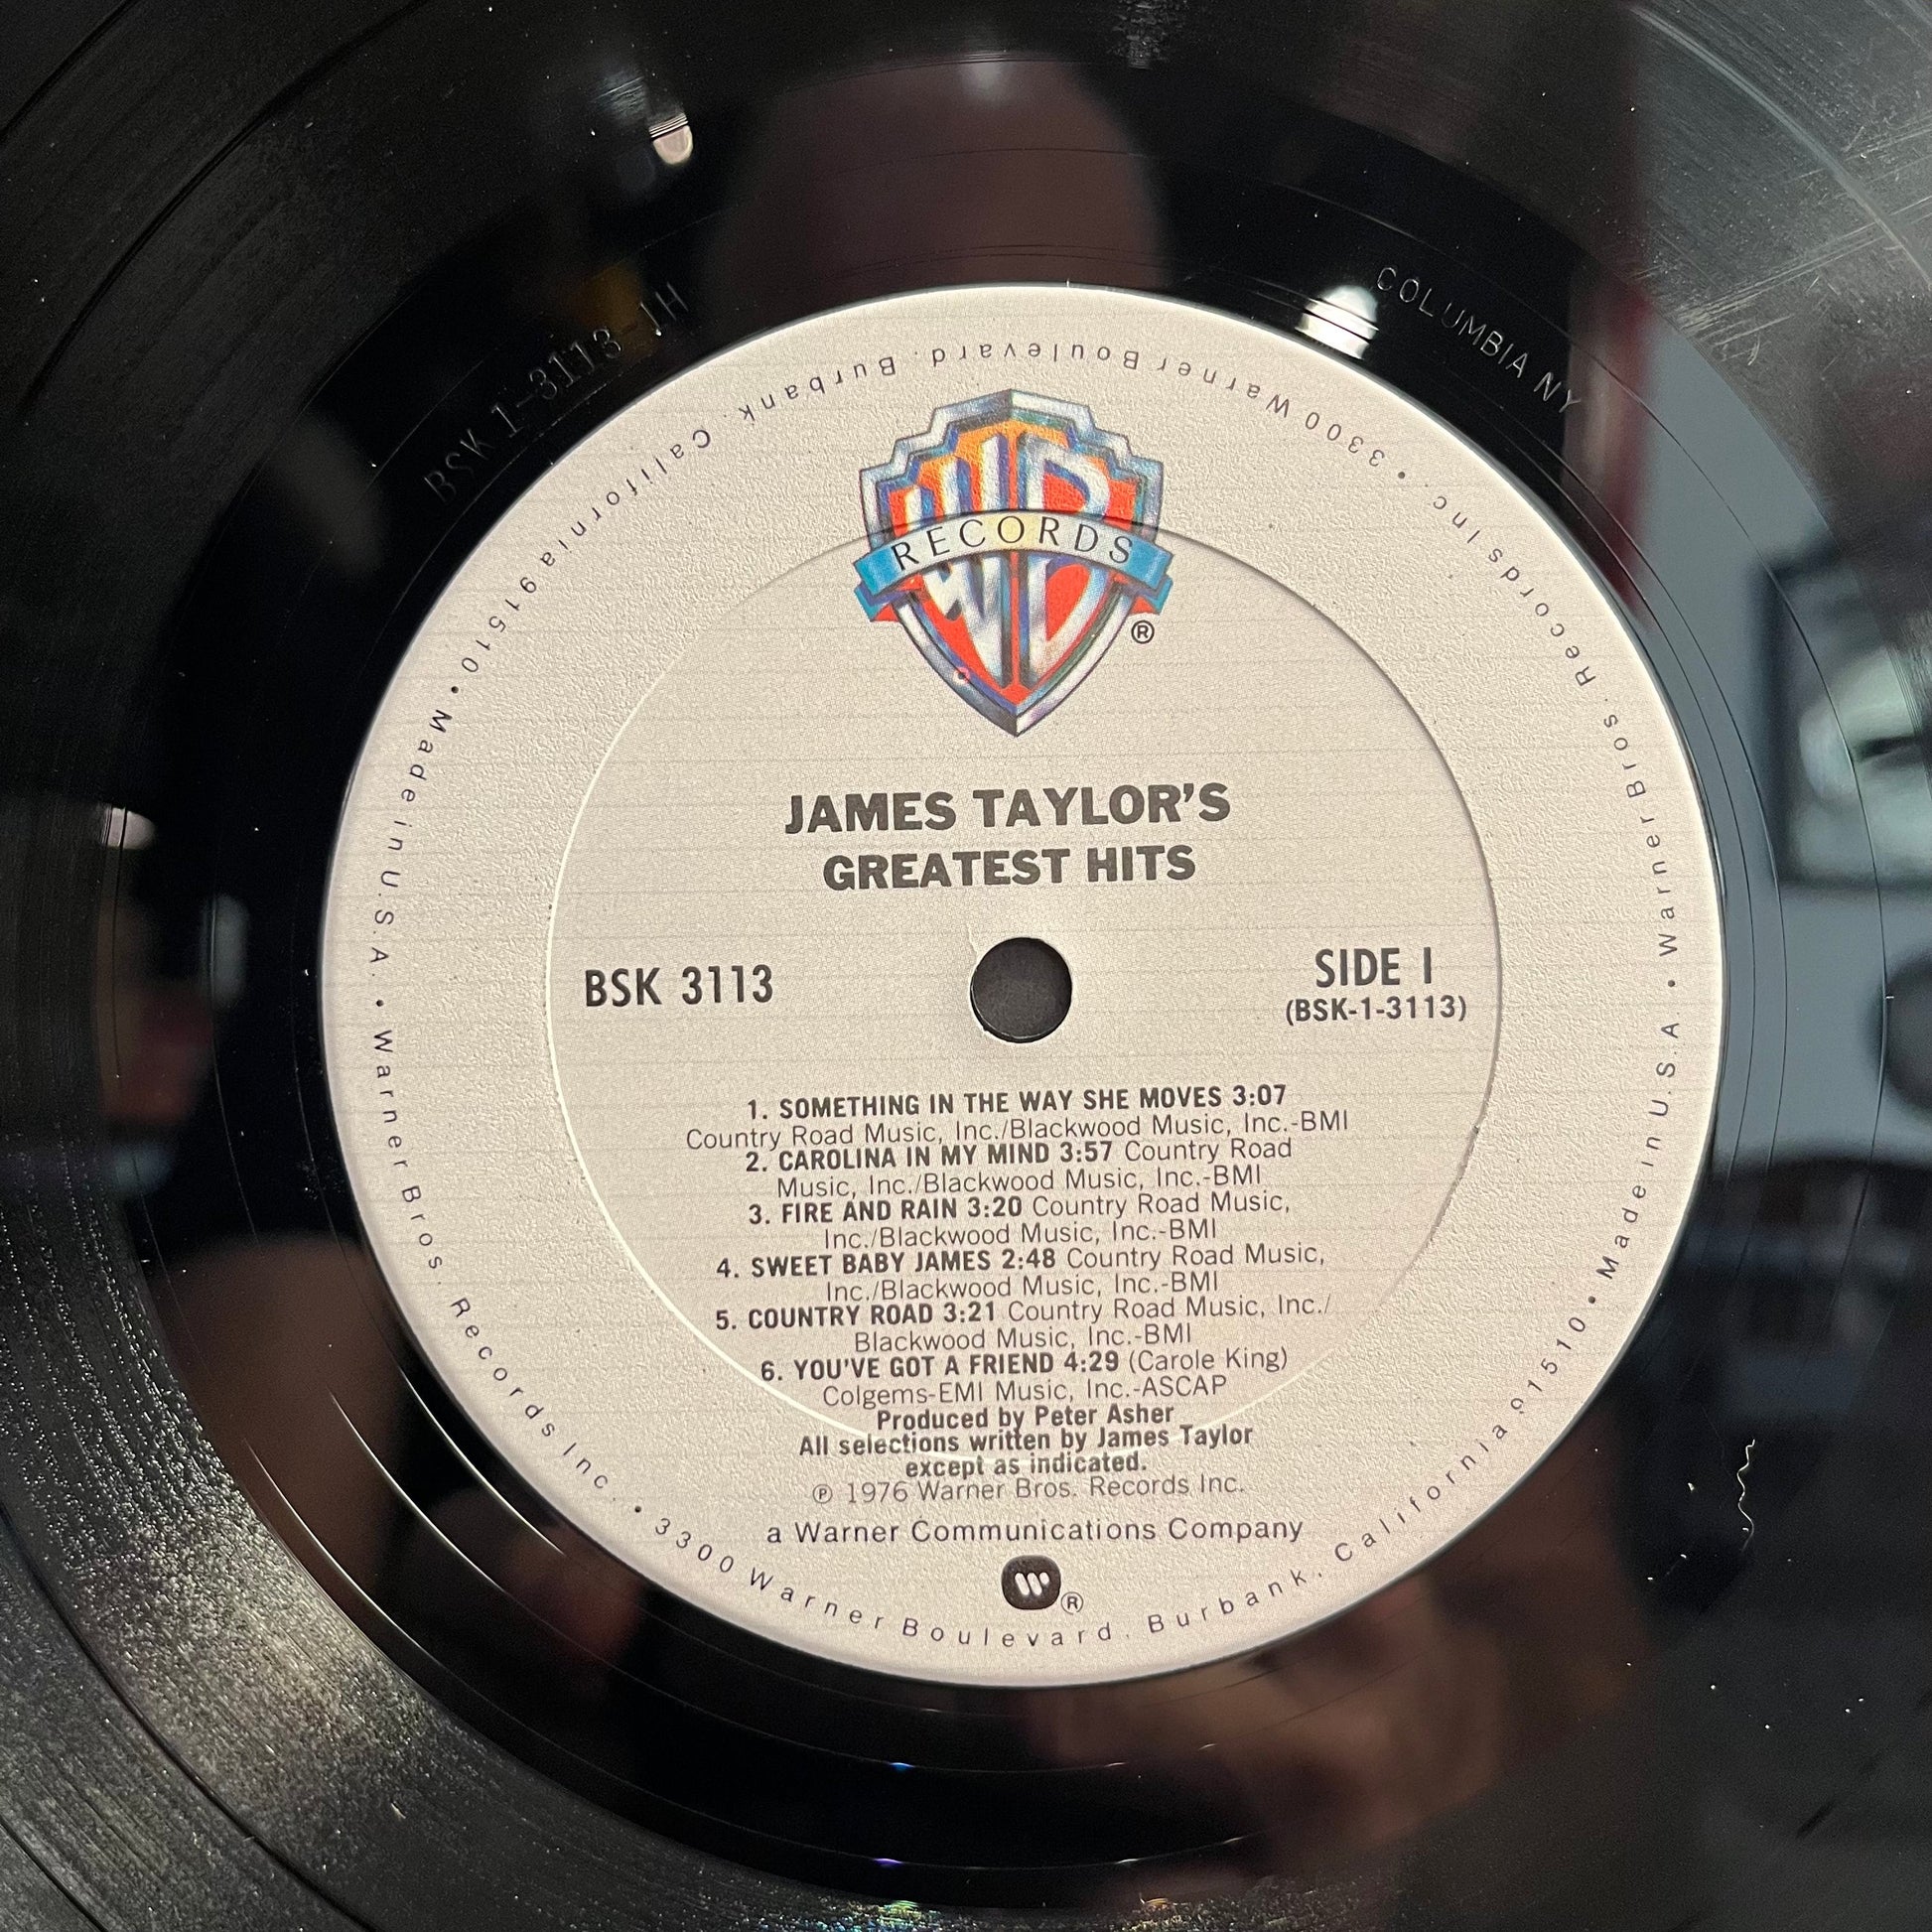 BSK 1-3113-1H
COLUMBIA NY
WB
RECORDS
®
JAMES TAYLOR'S
GREATEST HITS
BSK 3113
SIDE 1
(BSK-1-3113)
1. SOMETHING IN THE WAY SHE MOVES 3:07
Country Road Music, Inc./Blackwood Music, Inc.-BMI
2. CAROLINA IN MY MIND 3:57 Country Road
Music, Inc./Blackwood Music, Inc.-BMI
3. FIRE AND RAIN 3:20 Country Road Music,
Inc./Blackwood Music, Inc.-BMI
4. SWEET BABY JAMES 2:48 Country Road Music,
Inc./Blackwood Music, Inc.-BMI
5. COUNTRY ROAD 3:21 Country Road Music, Inc./
Blackwood Music, Inc.-BMI
6. YOU'VE GOT A FRIEND 4:29 (Carole King)
Colgems-EMI Music, Inc.-ASCAP
Produced by Peter Asher
All selections written by James Taylor
except as indicated.
℗ 1976 Warner Bros. Records Inc.
a Warner Communications Company
W ®
Warner Bros. Records Inc. • 3300 Warner Boulevard. Burbank. California 91510 • Made in U.S.A. • Warner Bros. Records Inc. • 3300 Warner Boulevard. Burbank. California 91510 • Made in U.S.A. •